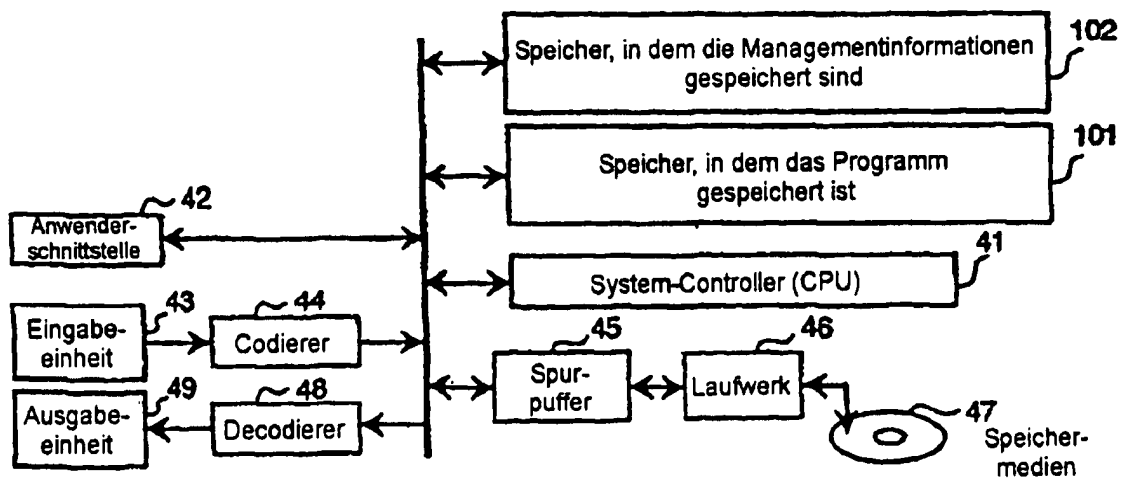 Speicher, in dem die Managementinformationen
gespeichert sind
102
Speicher, in dem das Programm
gespeichert ist
101
42
Anwender-
schnittstelle
System-Controller (CPU)
41
43
Eingabe-
einheit
44
Codierer
45
Spur-
puffer
46
Laufwerk
49
Ausgabe-
einheit
48
Decodierer
47
Speicher-
medien